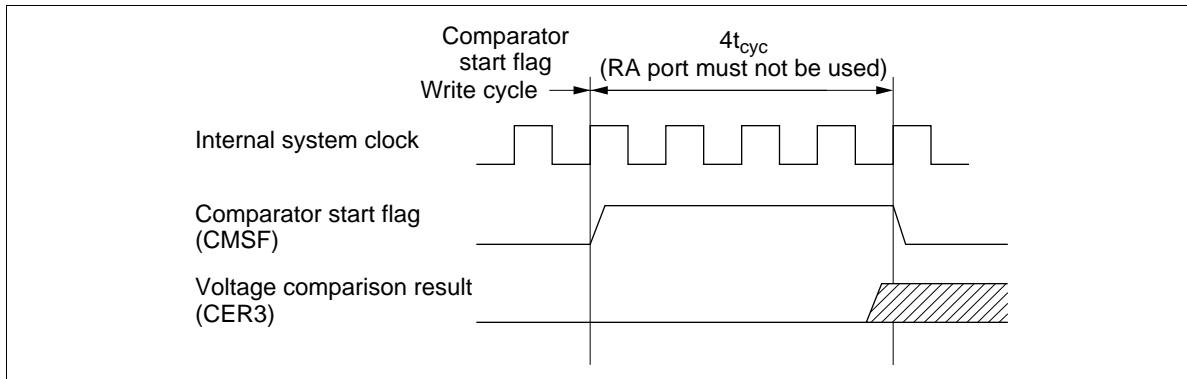 Comparator
start flag
Write cycle
4tcyc
(RA port must not be used)
Internal system clock
Comparator start flag
(CMSF)
Voltage comparison result
(CER3)